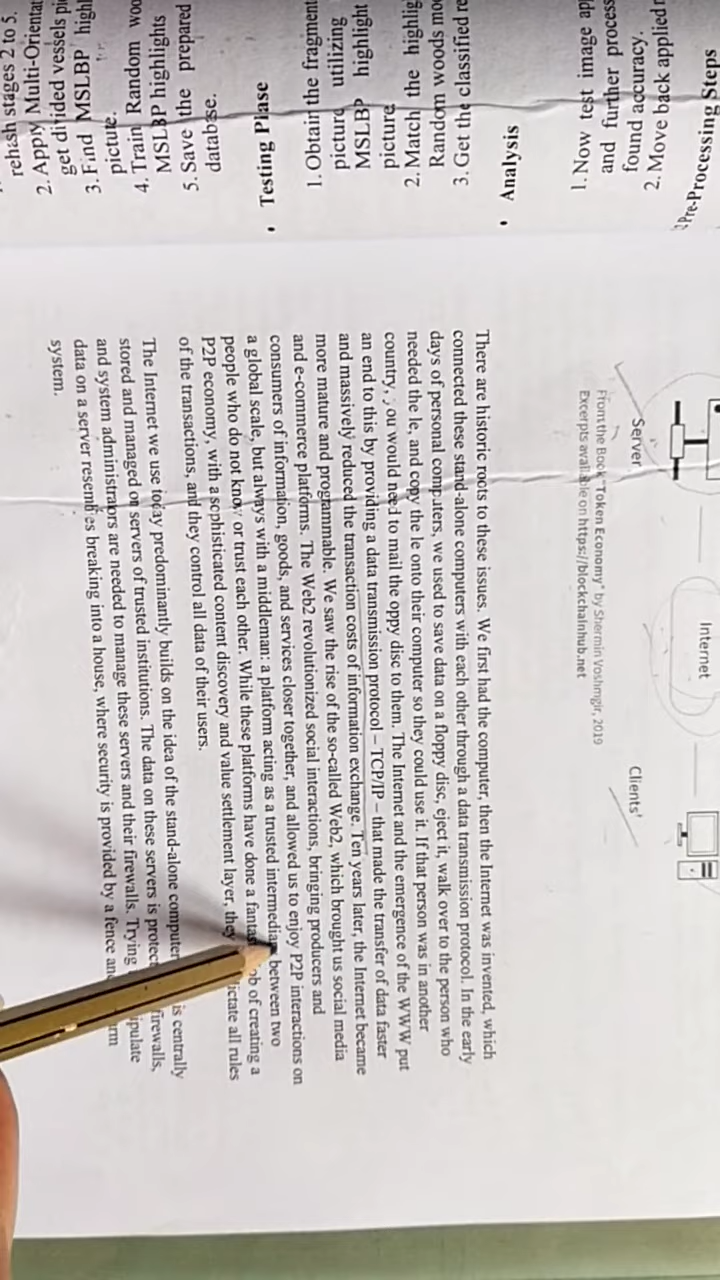 rehash stages 2 to 5.
2. Appy Multi-Orientat
get divided vessels pi
3. Find MSLBP highl
picture.
4. Train Random woo
MSLBP highlights
5. Save the prepared
databse.
• Testing Phase
1. Obtain the fragment
picture utilizing
MSLBP highlight
picture
2. Match the highlig
Random woods mo
3. Get the classified re
• Analysis
1. Now test image ap
and further process
found accuracy.
2. Move back applied
Pre-Processing Steps
Internet
Server
Clients'
From the Book "Token Economy" by Shermin Voshmgir, 2019
Excerpts available on https://blockchainhub.net
There are historic roots to these issues. We first had the computer, then the Internet was invented, which
connected these stand-alone computers with each other through a data transmission protocol. In the early
days of personal computers, we used to save data on a floppy disc, eject it, walk over to the person who
needed the le, and copy the le onto their computer so they could use it. If that person was in another
country, you would need to mail the oppy disc to them. The Internet and the emergence of the WWW put
an end to this by providing a data transmission protocol – TCP/IP – that made the transfer of data faster
and massively reduced the transaction costs of information exchange. Ten years later, the Internet became
more mature and programmable. We saw the rise of the so-called Web2, which brought us social media
and e-commerce platforms. The Web2 revolutionized social interactions, bringing producers and
consumers of information, goods, and services closer together, and allowed us to enjoy P2P interactions on
a global scale, but always with a middleman: a platform acting as a trusted intermediary between two
people who do not know or trust each other. While these platforms have done a fantas ob of creating a
P2P economy, with a sophisticated content discovery and value settlement layer, they ictate all rules
of the transactions, and they control all data of their users.
The Internet we use today predominantly builds on the idea of the stand-alone computer is centrally
stored and managed on servers of trusted institutions. The data on these servers is protec firewalls,
and system administrators are needed to manage these servers and their firewalls. Trying ipulate
data on a server resembles breaking into a house, where security is provided by a fence an rm
system.